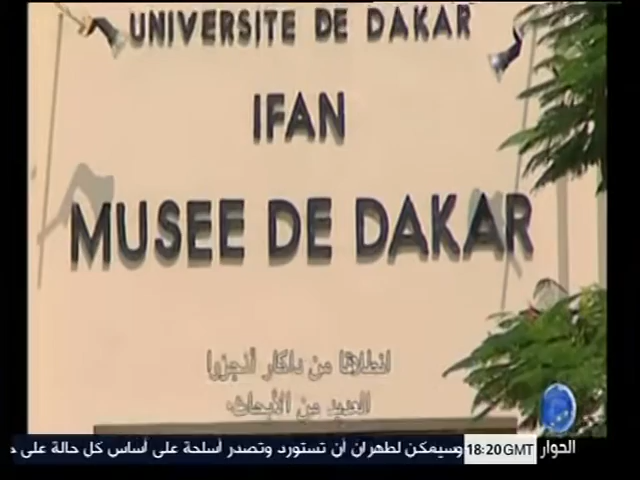 UNIVERSITE DE DAKAR
IFAN
MUSEE DE DAKAR
انطلاقا من داكار أنجزوا
العديد من الأبحاث.
الحوار
18:20 GMT
وسيمكن لطهران أن تستورد وتصدر أسلحة على أساس كل حالة على